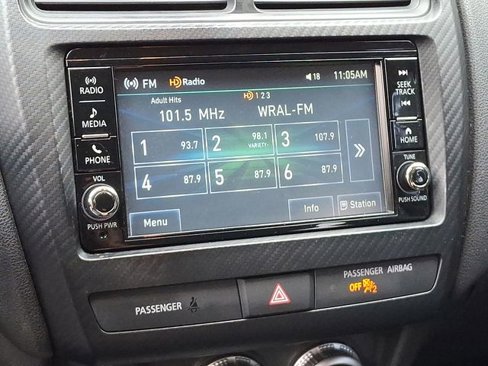 FM HD Radio 18 11:05AM
RADIO
Adult Hits HD 1 2 3
SEEK
TRACK
101.5 MHz WRAL-FM
MEDIA
1 93.7 2 98.1 3 107.9
VARIETY
HOME
PHONE
4 87.9 5 87.9 6 87.9
VOL
TUNE
Menu Info Station
PUSH PWR
PUSH SOUND
PASSENGER
PASSENGER AIRBAG
OFF 2